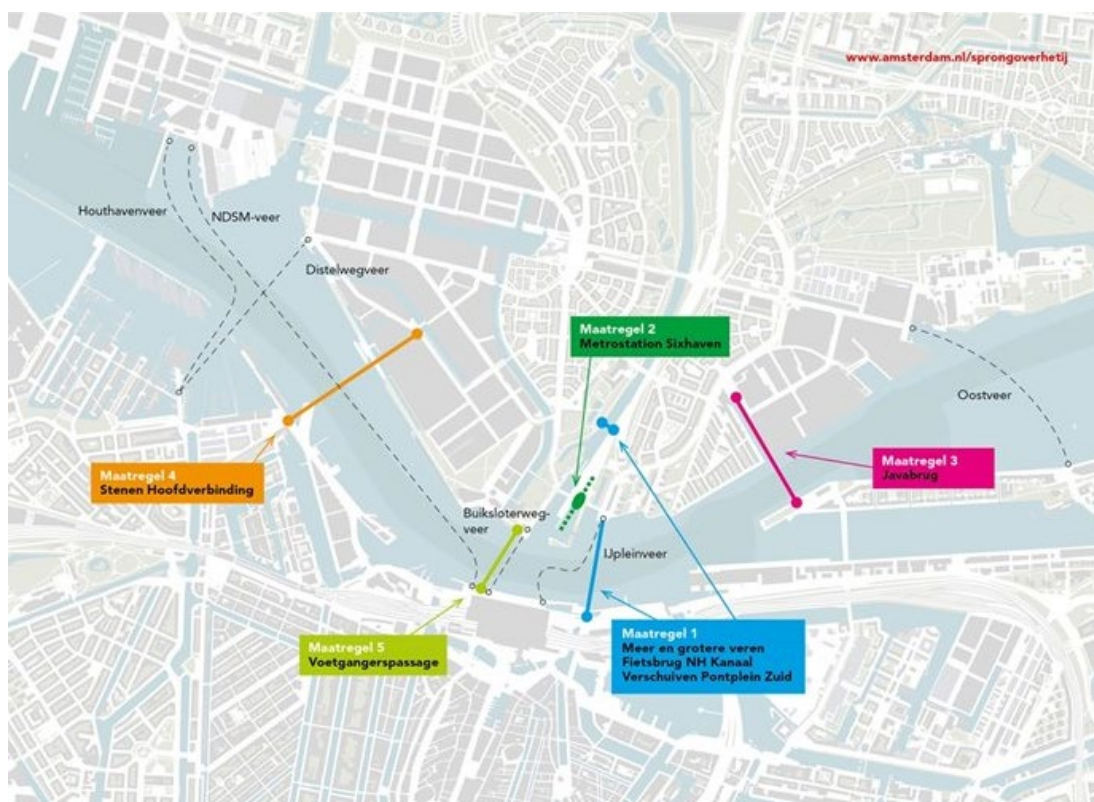 www.amsterdam.nl/sprongoverhetij
Houthavenveer
NDSM-veer
Distelwegveer
Maatregel 2
Metrostation Sixhaven
Oostveer
Maatregel 4
Stenen Hoofdverbinding
Maatregel 3
Javabrug
Buiksloterweg-
veer
IJpleinveer
Maatregel 5
Voetgangerspassage
Maatregel 1
Meer en grotere veren
Fietsbrug NH Kanaal
Verschuiven Pontplein Zuid